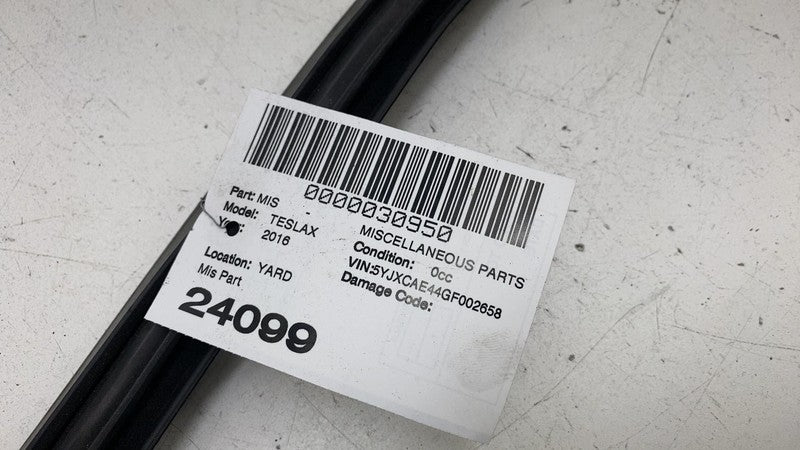 0000030950
Part: MIS - MISCELLANEOUS PARTS
Model: TESLAX Condition: 0cc
2016 VIN:5YJXCAE44GF002658
Location: YARD Damage Code:
Mis Part
24099